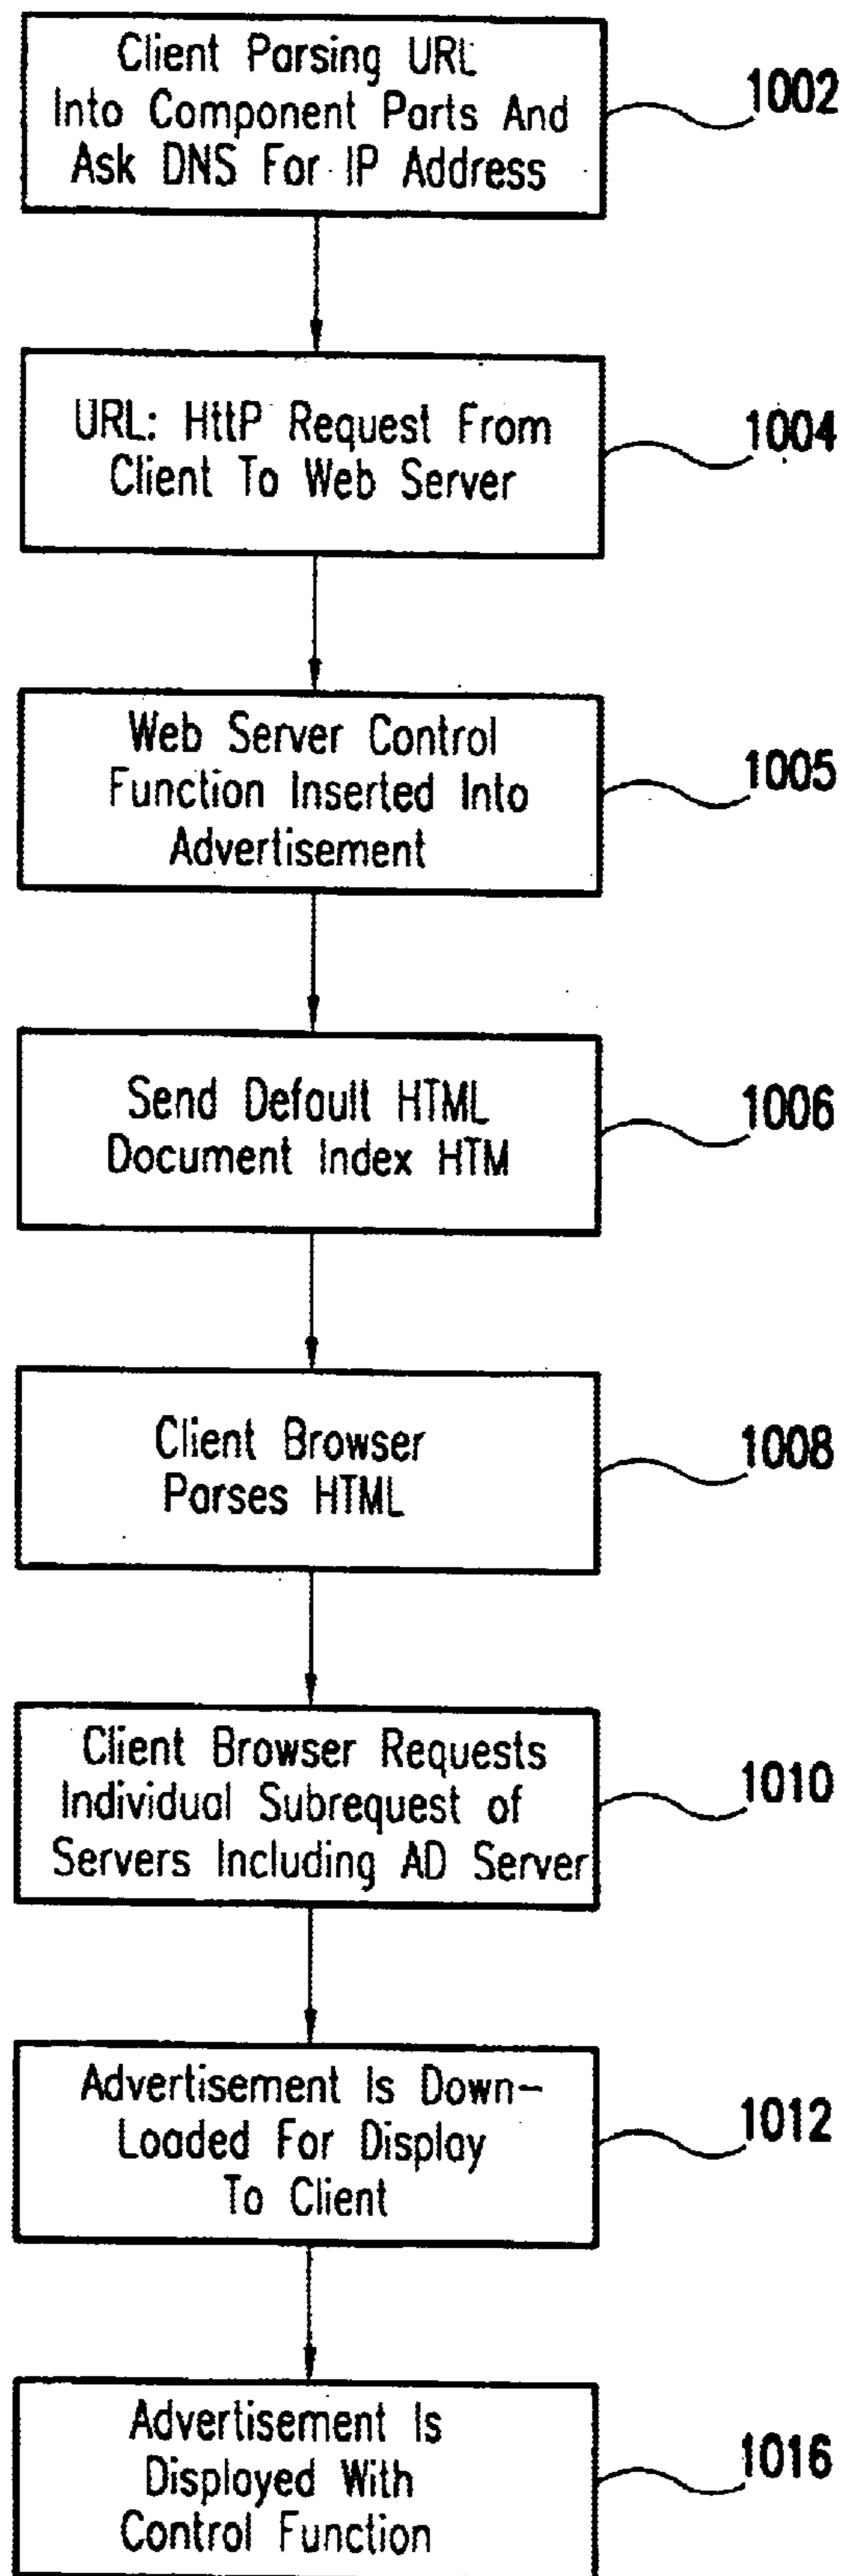 Client Parsing URL
Into Component Parts And
Ask DNS For IP Address
1002
URL: HttP Request From
Client To Web Server
1004
Web Server Control
Function Inserted Into
Advertisement
1005
Send Default HTML
Document Index HTM
1006
Client Browser
Parses HTML
1008
Client Browser Requests
Individual Subrequest of
Servers Including AD Server
1010
Advertisement Is Down-
Loaded For Display
To Client
1012
Advertisement Is
Displayed With
Control Function
1016